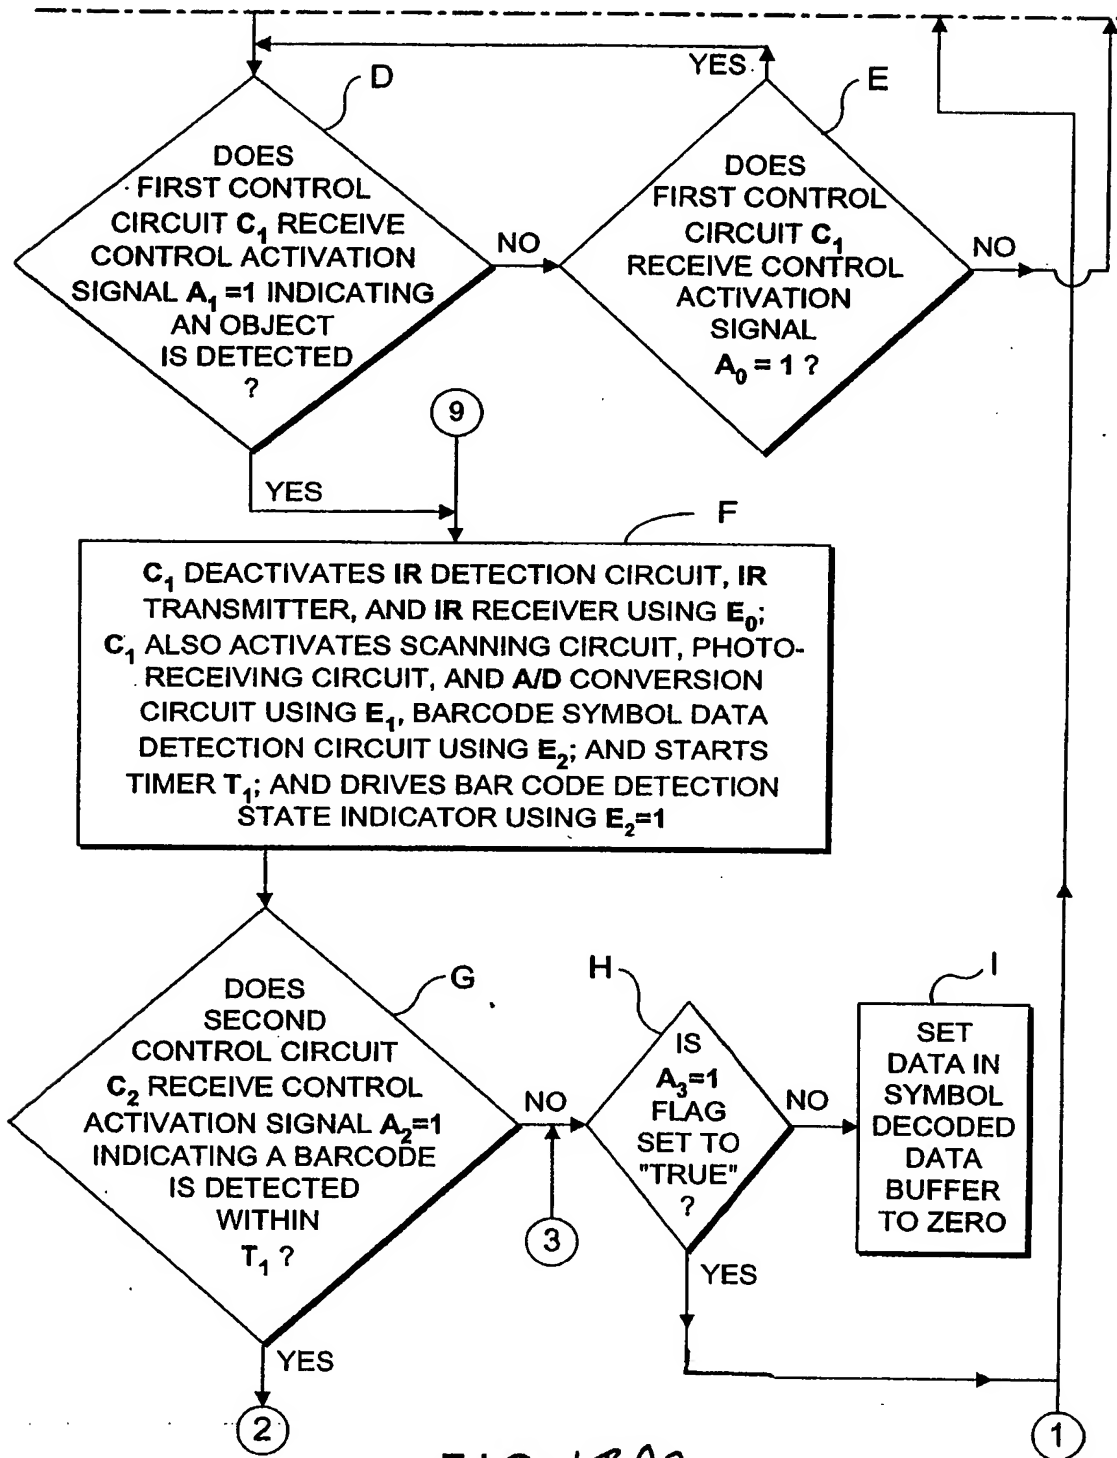 YES
D
E
DOES
FIRST CONTROL
CIRCUIT C₁ RECEIVE
CONTROL ACTIVATION
SIGNAL A₁ =1 INDICATING
AN OBJECT
IS DETECTED
?
NO
DOES
FIRST CONTROL
CIRCUIT C₁
RECEIVE CONTROL
ACTIVATION
SIGNAL
A₀ = 1 ?
NO
9
YES
F
C₁ DEACTIVATES IR DETECTION CIRCUIT, IR
TRANSMITTER, AND IR RECEIVER USING E₀;
C₁ ALSO ACTIVATES SCANNING CIRCUIT, PHOTO-
RECEIVING CIRCUIT, AND A/D CONVERSION
CIRCUIT USING E₁, BARCODE SYMBOL DATA
DETECTION CIRCUIT USING E₂; AND STARTS
TIMER T₁; AND DRIVES BAR CODE DETECTION
STATE INDICATOR USING E₂=1
G
DOES
SECOND
CONTROL CIRCUIT
C₂ RECEIVE CONTROL
ACTIVATION SIGNAL A₂=1
INDICATING A BARCODE
IS DETECTED
WITHIN
T₁ ?
NO
3
H
IS
A₃=1
FLAG
SET TO
"TRUE"
?
NO
I
SET
DATA IN
SYMBOL
DECODED
DATA
BUFFER
TO ZERO
YES
YES
2
1